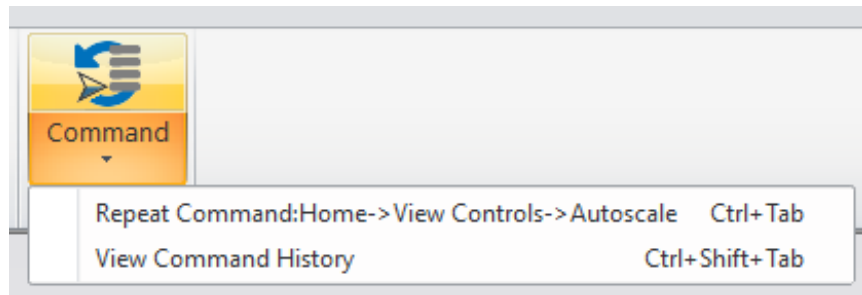 Command
Repeat Command:Home->View Controls->Autoscale Ctrl+Tab
View Command History Ctrl+Shift+Tab